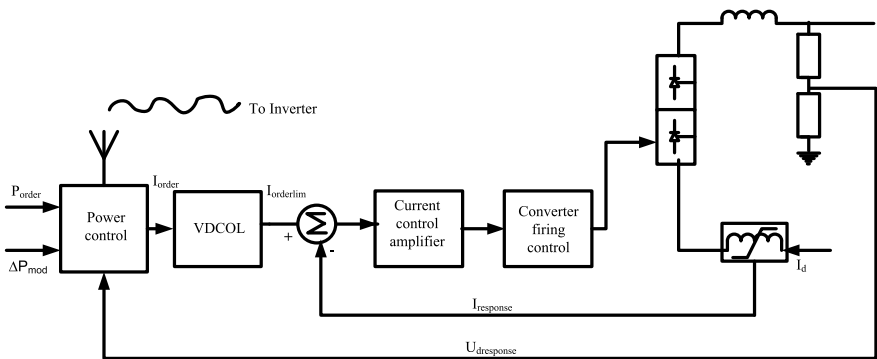 To Inverter
P_order
I_order
I_orderlim
Power
control
VDCOL
Σ
+
-
Current
control
amplifier
Converter
firing
control
ΔP_mod
I_d
I_response
U_dresponse